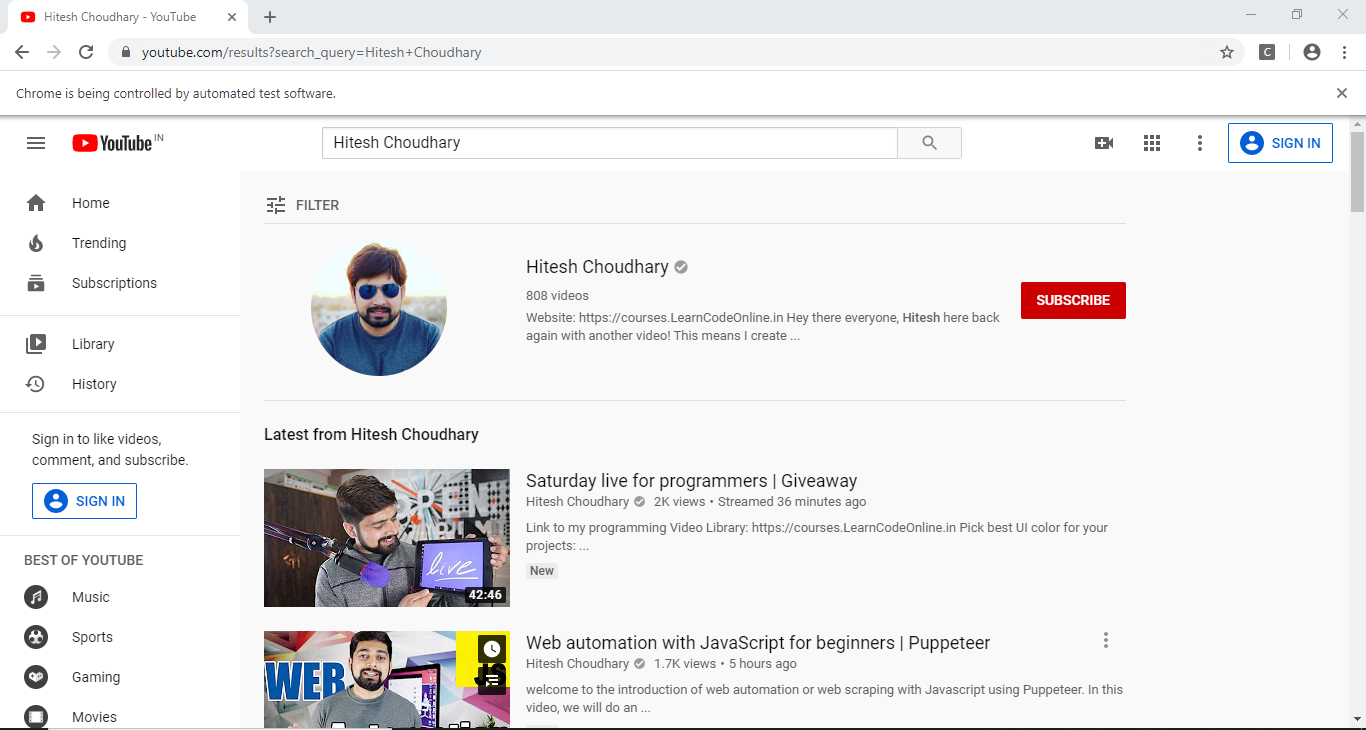 Hitesh Choudhary - YouTube
youtube.com/results?search_query=Hitesh+Choudhary
C
Chrome is being controlled by automated test software.
YouTube IN
Hitesh Choudhary
SIGN IN
Home
Trending
Subscriptions
Library
History
Sign in to like videos,
comment, and subscribe.
SIGN IN
BEST OF YOUTUBE
Music
Sports
Gaming
Movies
FILTER
Hitesh Choudhary
808 videos
Website: https://courses.LearnCodeOnline.in Hey there everyone, Hitesh here back
again with another video! This means I create ...
SUBSCRIBE
Latest from Hitesh Choudhary
live
42:46
Saturday live for programmers | Giveaway
Hitesh Choudhary 2K views • Streamed 36 minutes ago
Link to my programming Video Library: https://courses.LearnCodeOnline.in Pick best UI color for your
projects: ...
New
WEB
JS
Web automation with JavaScript for beginners | Puppeteer
Hitesh Choudhary 1.7K views • 5 hours ago
welcome to the introduction of web automation or web scraping with Javascript using Puppeteer. In this
video, we will do an ...